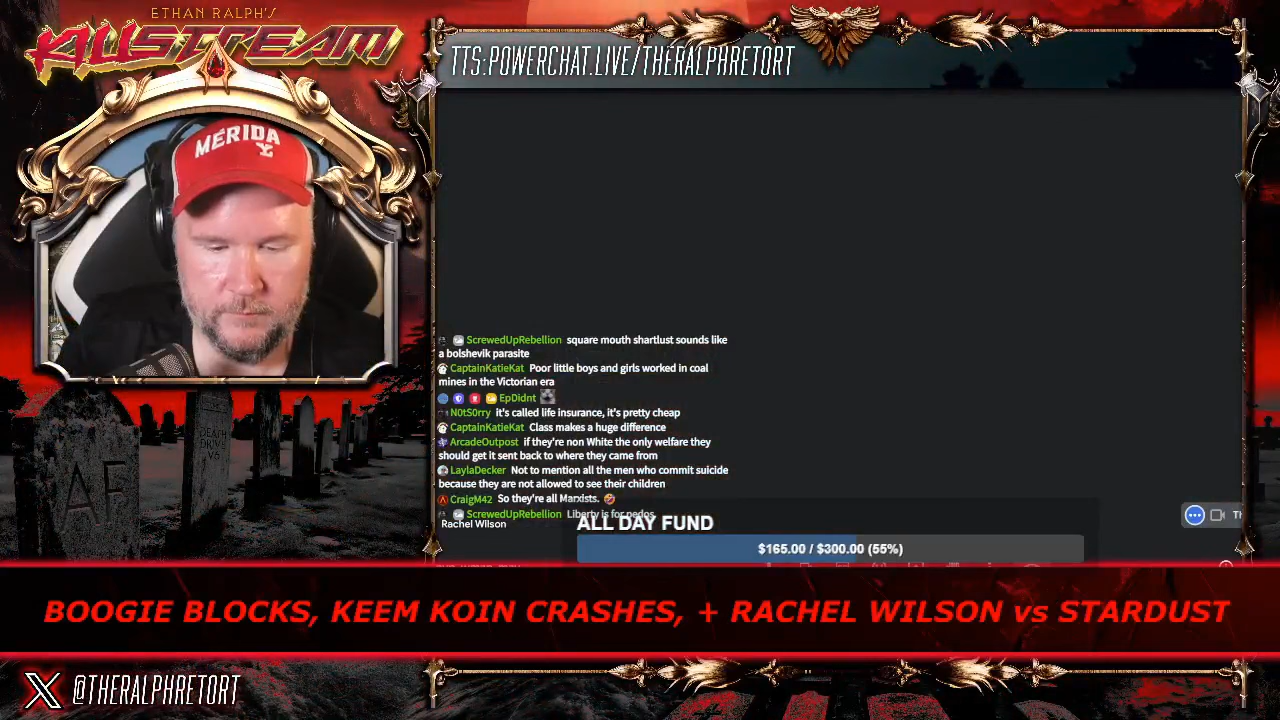 ETHAN RALPH'S
KILLSTREAM
TTS:POWERCHAT.LIVE/THERALPHRETORT
MERIDA
Y
ScrewedUpRebellion square mouth shartlust sounds like
a bolshevik parasite
CaptainKatieKat Poor little boys and girls worked in coal
mines in the Victorian era
EpDidnt
N0tS0rry it's called life insurance, it's pretty cheap
CaptainKatieKat Class makes a huge difference
ArcadeOutpost if they're non White the only welfare they
should get it sent back to where they came from
LaylaDecker Not to mention all the men who commit suicide
because they are not allowed to see their children
CraigM42 So they're all Marxists. 🤣
ScrewedUpRebellion Liberty is for pedos.
Rachel Wilson
ALL DAY FUND
$165.00 / $300.00 (55%)
Th
AF
BOOGIE BLOCKS, KEEM KOIN CRASHES, + RACHEL WILSON vs STARDUST
X @THERALPHRETORT